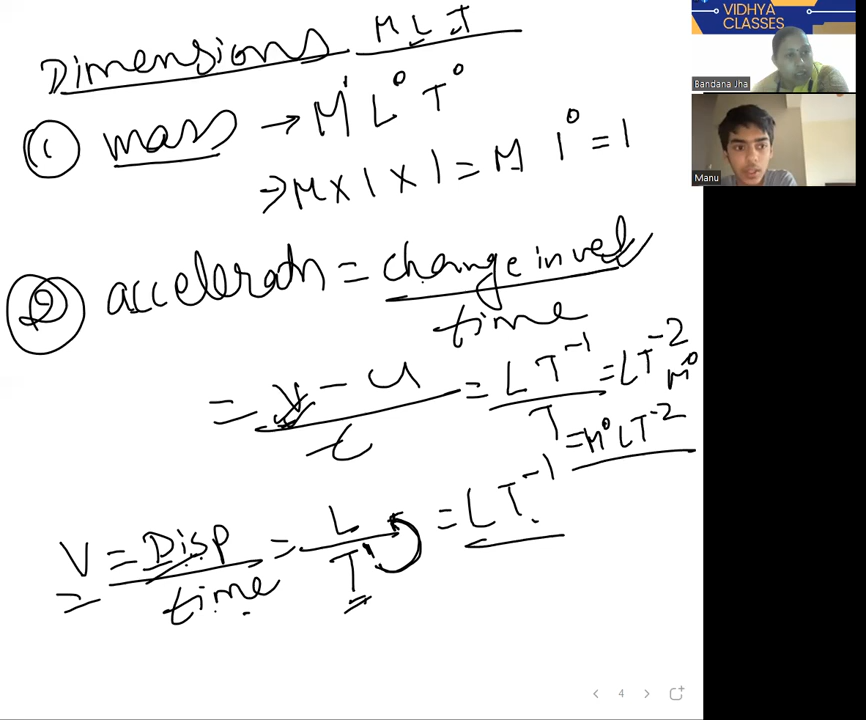 Dimensions M L T
① mass → M¹ L⁰ T⁰
→ M × 1 × 1 = M 1⁰ = 1
② acceleratn = change in vel
time
= v - u = LT⁻¹ = LT⁻² M⁰
t T = M⁰LT⁻²
V = Disp = L = LT⁻¹
time T
VIDHYA
CLASSES
Bandana Jha
Manu
4